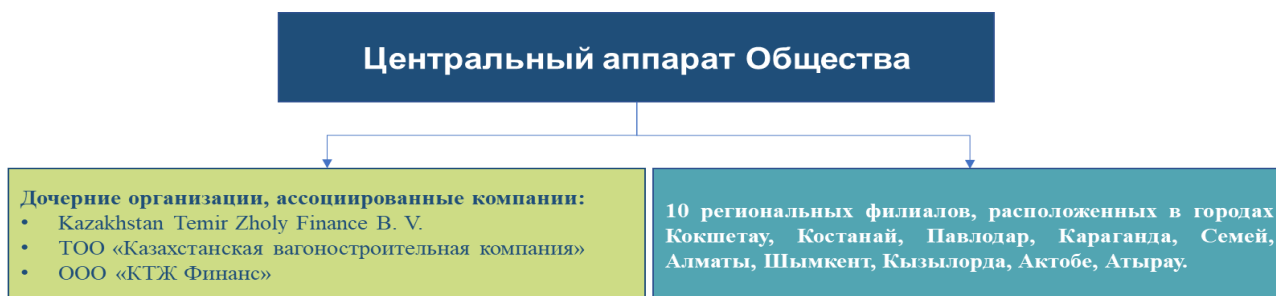 Центральный аппарат Общества
Дочерние организации, ассоциированные компании:
• Kazakhstan Temir Zholy Finance B. V.
• ТОО «Казахстанская вагоностроительная компания»
• ООО «КТЖ Финанс»
10 региональных филиалов, расположенных в городах
Кокшетау, Костанай, Павлодар, Караганда, Семей,
Алматы, Шымкент, Кызылорда, Актобе, Атырау.